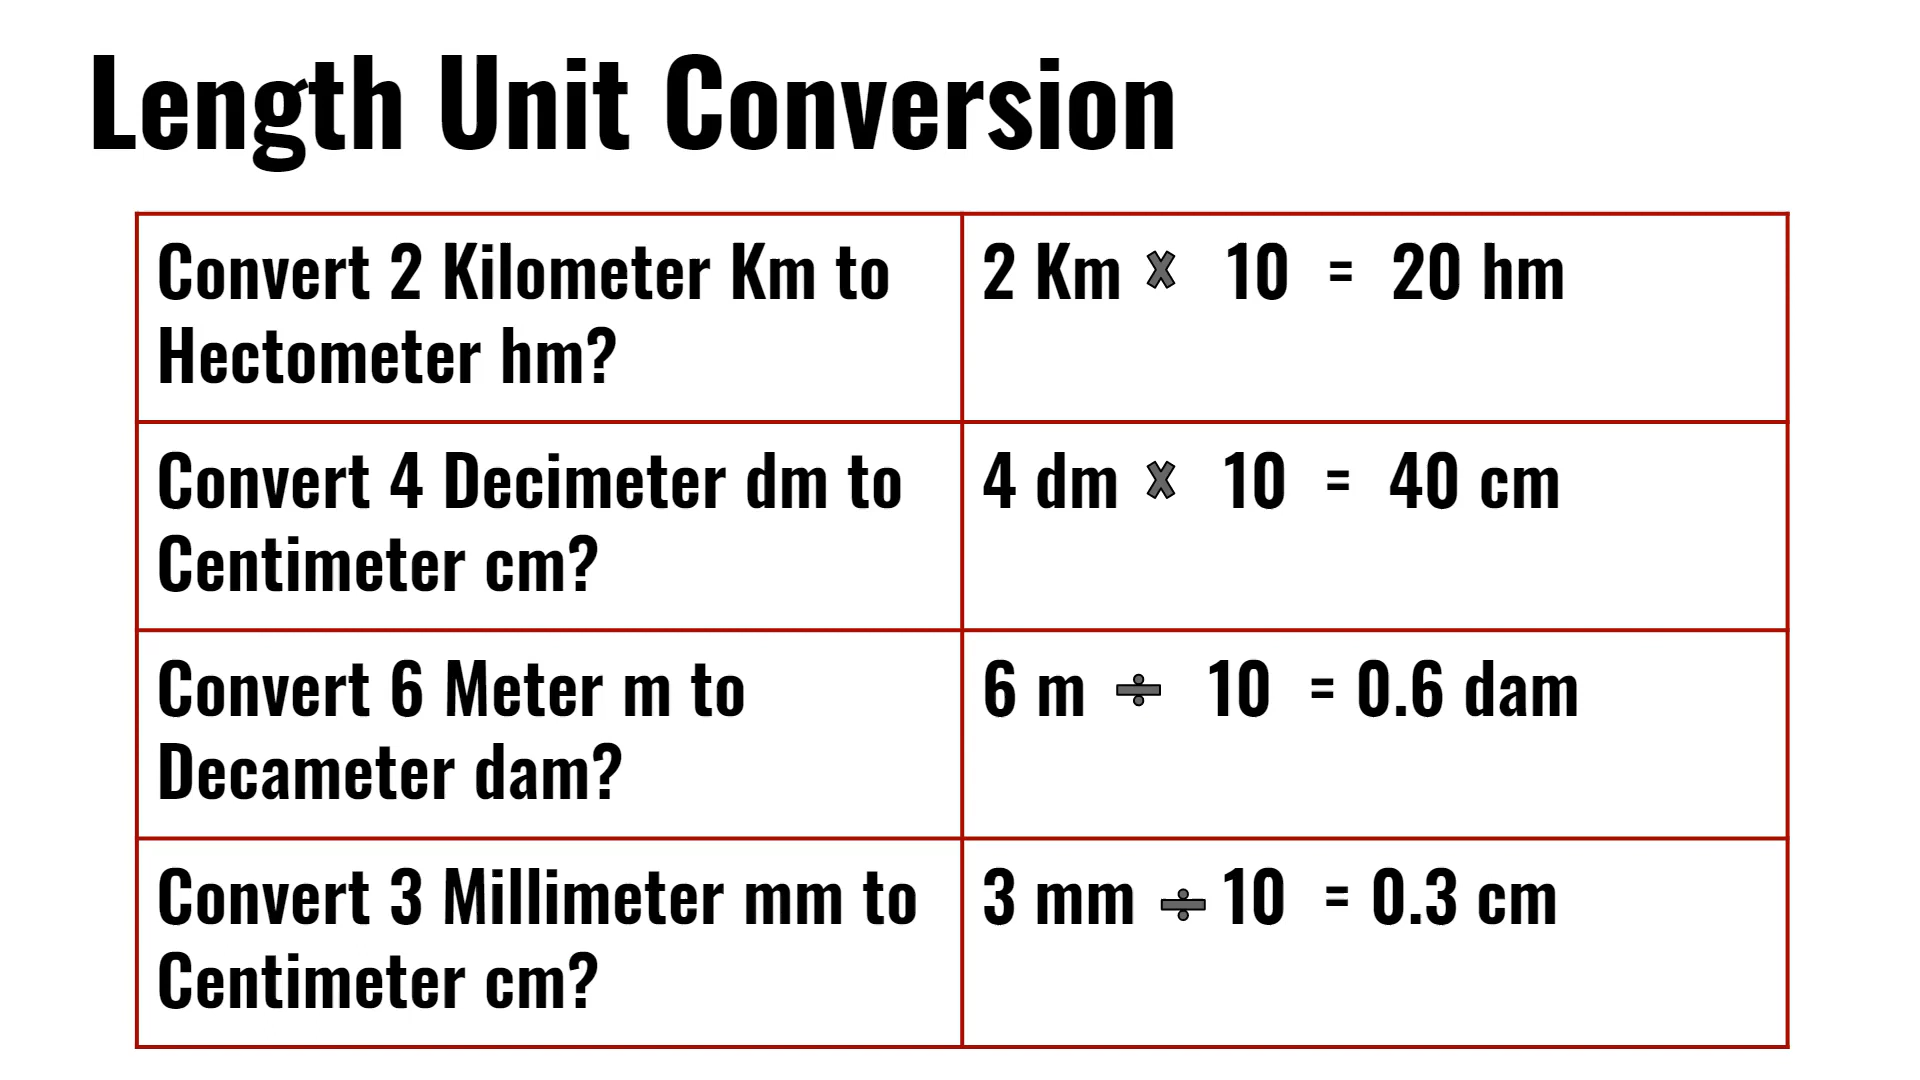 Length Unit Conversion
Convert 2 Kilometer Km to
Hectometer hm?
2 Km × 10 = 20 hm
Convert 4 Decimeter dm to
Centimeter cm?
4 dm × 10 = 40 cm
Convert 6 Meter m to
Decameter dam?
6 m ÷ 10 = 0.6 dam
Convert 3 Millimeter mm to
Centimeter cm?
3 mm ÷ 10 = 0.3 cm